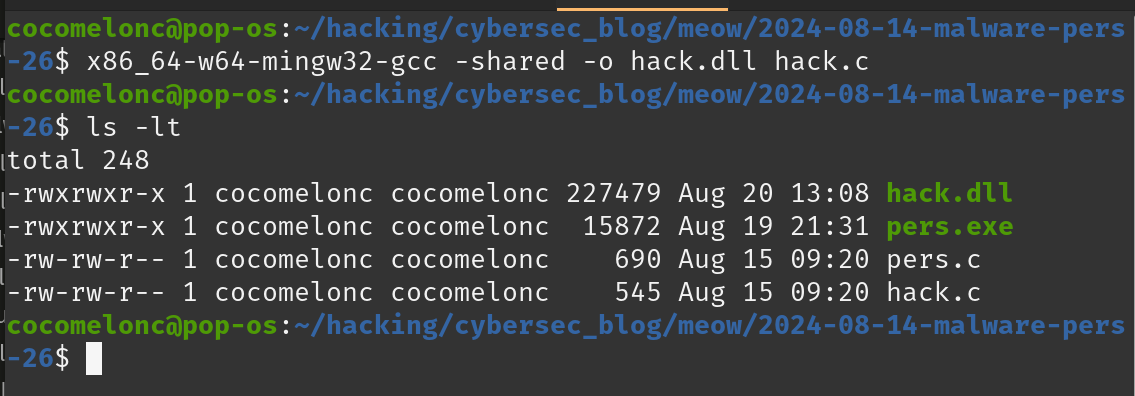 cocomelonc@pop-os:~/hacking/cybersec_blog/meow/2024-08-14-malware-pers
-26$ x86_64-w64-mingw32-gcc -shared -o hack.dll hack.c
cocomelonc@pop-os:~/hacking/cybersec_blog/meow/2024-08-14-malware-pers
-26$ ls -lt
total 248
-rwxrwxr-x 1 cocomelonc cocomelonc 227479 Aug 20 13:08 hack.dll
-rwxrwxr-x 1 cocomelonc cocomelonc  15872 Aug 19 21:31 pers.exe
-rw-rw-r-- 1 cocomelonc cocomelonc    690 Aug 15 09:20 pers.c
-rw-rw-r-- 1 cocomelonc cocomelonc    545 Aug 15 09:20 hack.c
cocomelonc@pop-os:~/hacking/cybersec_blog/meow/2024-08-14-malware-pers
-26$